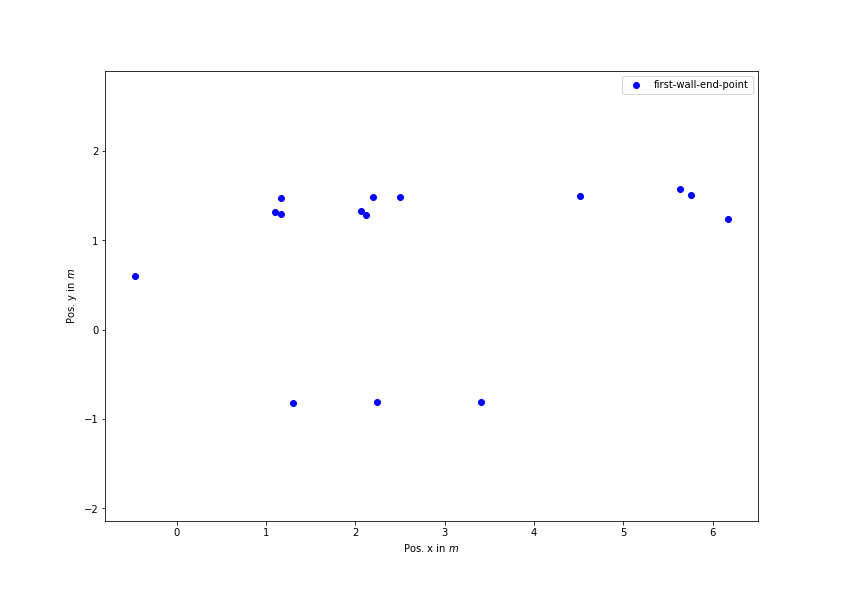 first-wall-end-point
2
1
0
−1
−2
Pos. y in m
0 1 2 3 4 5 6
Pos. x in m